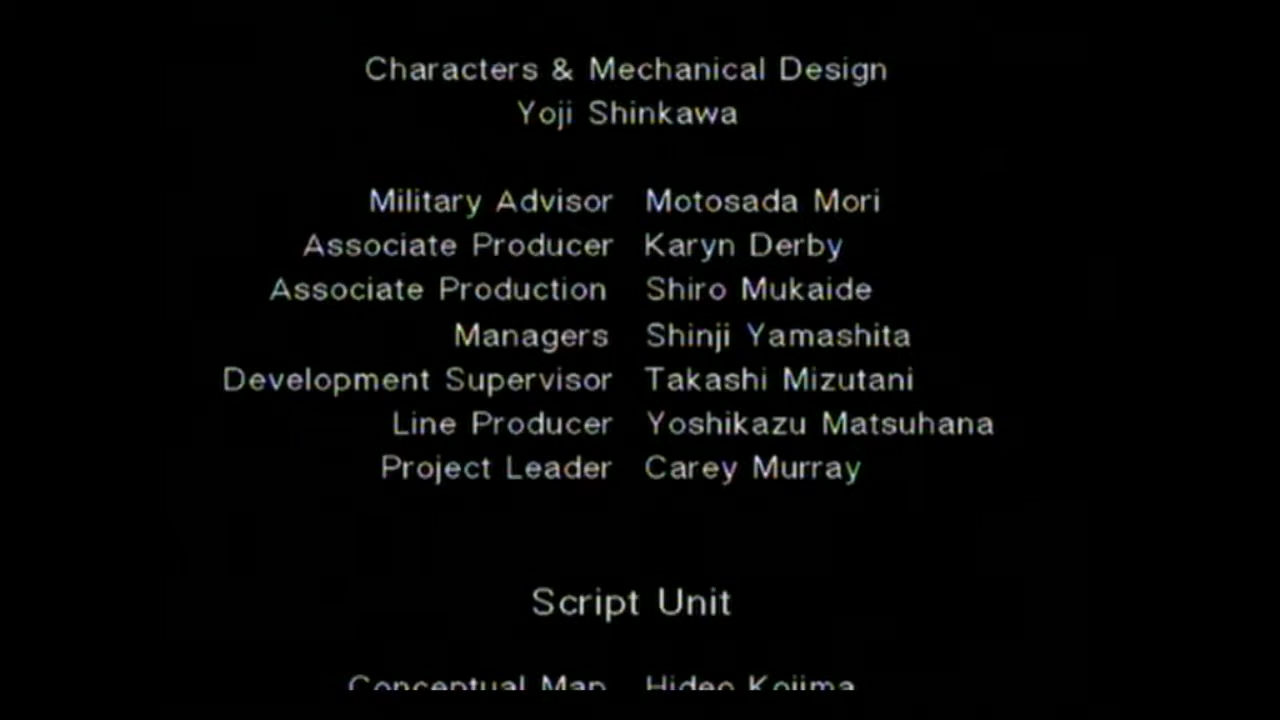 Characters & Mechanical Design
Yoji Shinkawa
Military Advisor Motosada Mori
Associate Producer Karyn Derby
Associate Production Shiro Mukaide
Managers Shinji Yamashita
Development Supervisor Takashi Mizutani
Line Producer Yoshikazu Matsuhana
Project Leader Carey Murray
Script Unit
Conceptual Map Hideo Kojima